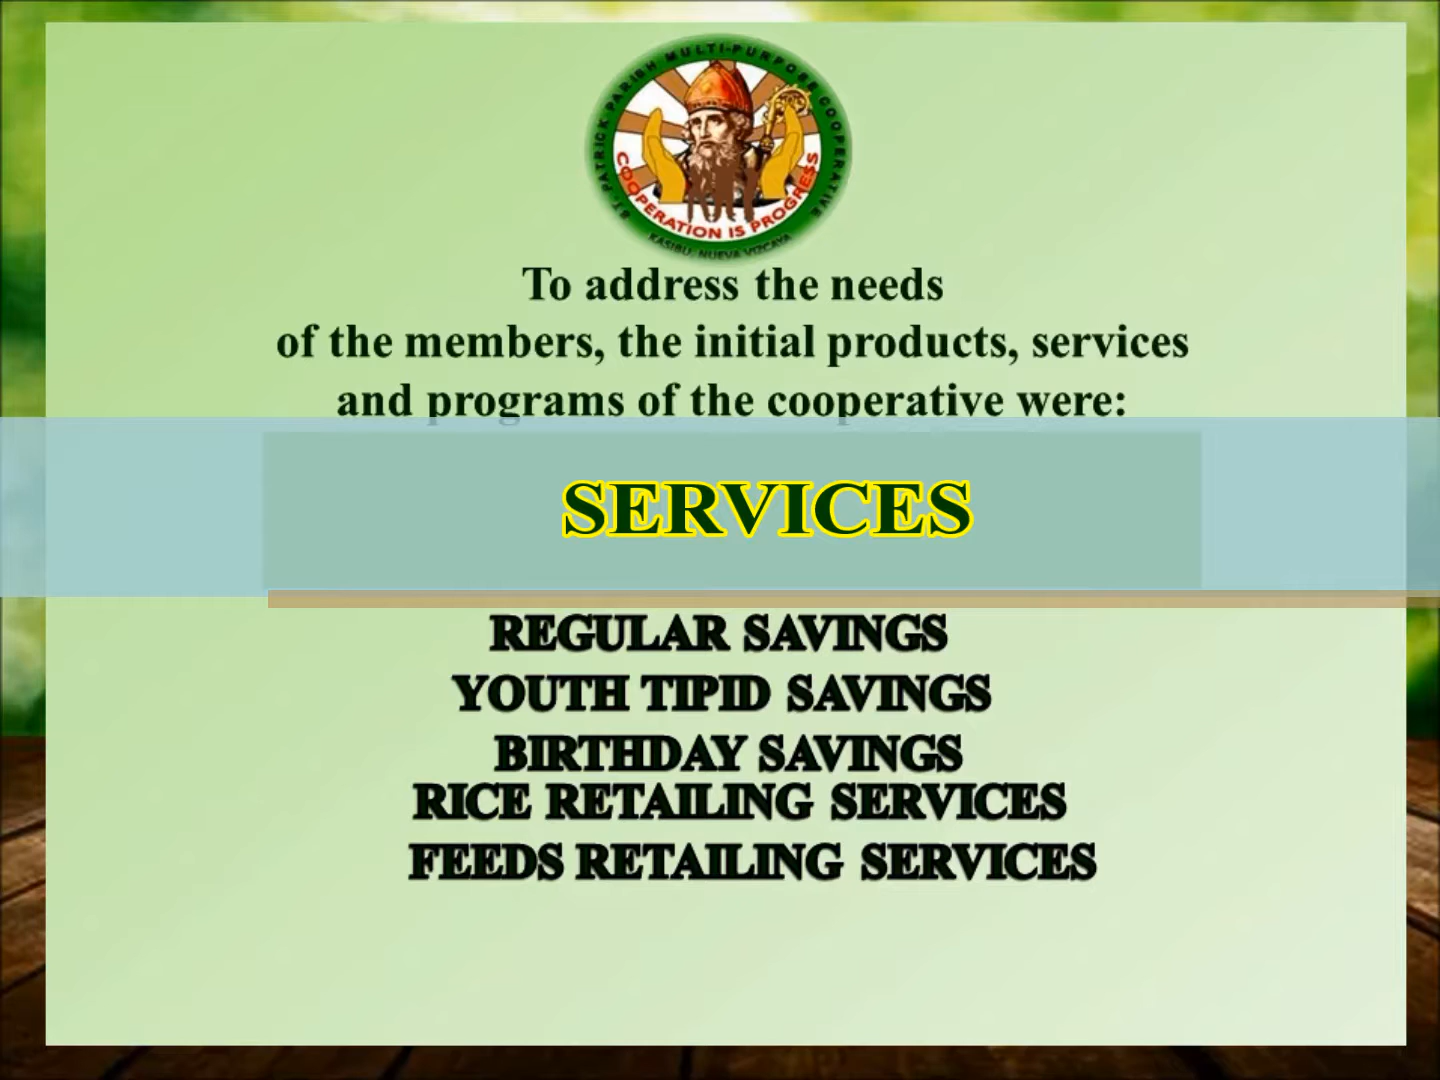 ST. PATRICK PARISH MULTI-PURPOSE COOPERATIVE
COOPERATION IS PROGRESS
KASIBU, NUEVA VIZCAYA
To address the needs
of the members, the initial products, services
and programs of the cooperative were:
SERVICES
REGULAR SAVINGS
YOUTH TIPID SAVINGS
BIRTHDAY SAVINGS
RICE RETAILING SERVICES
FEEDS RETAILING SERVICES